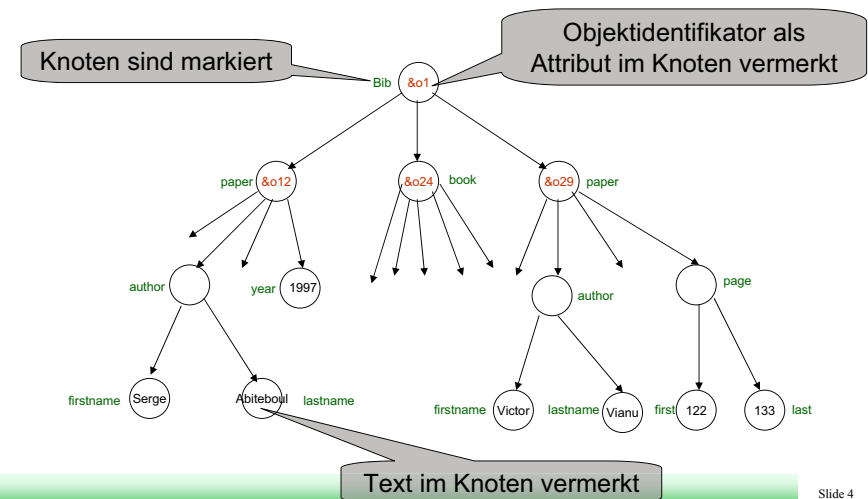 Knoten sind markiert
Objektidentifikator als
Attribut im Knoten vermerkt
Bib &o1
paper &o12
&o24 book
&o29 paper
author
year 1997
author
page
firstname Serge
Abiteboul lastname
firstname Victor
lastname Vianu
first 122
133 last
Text im Knoten vermerkt
Slide 4